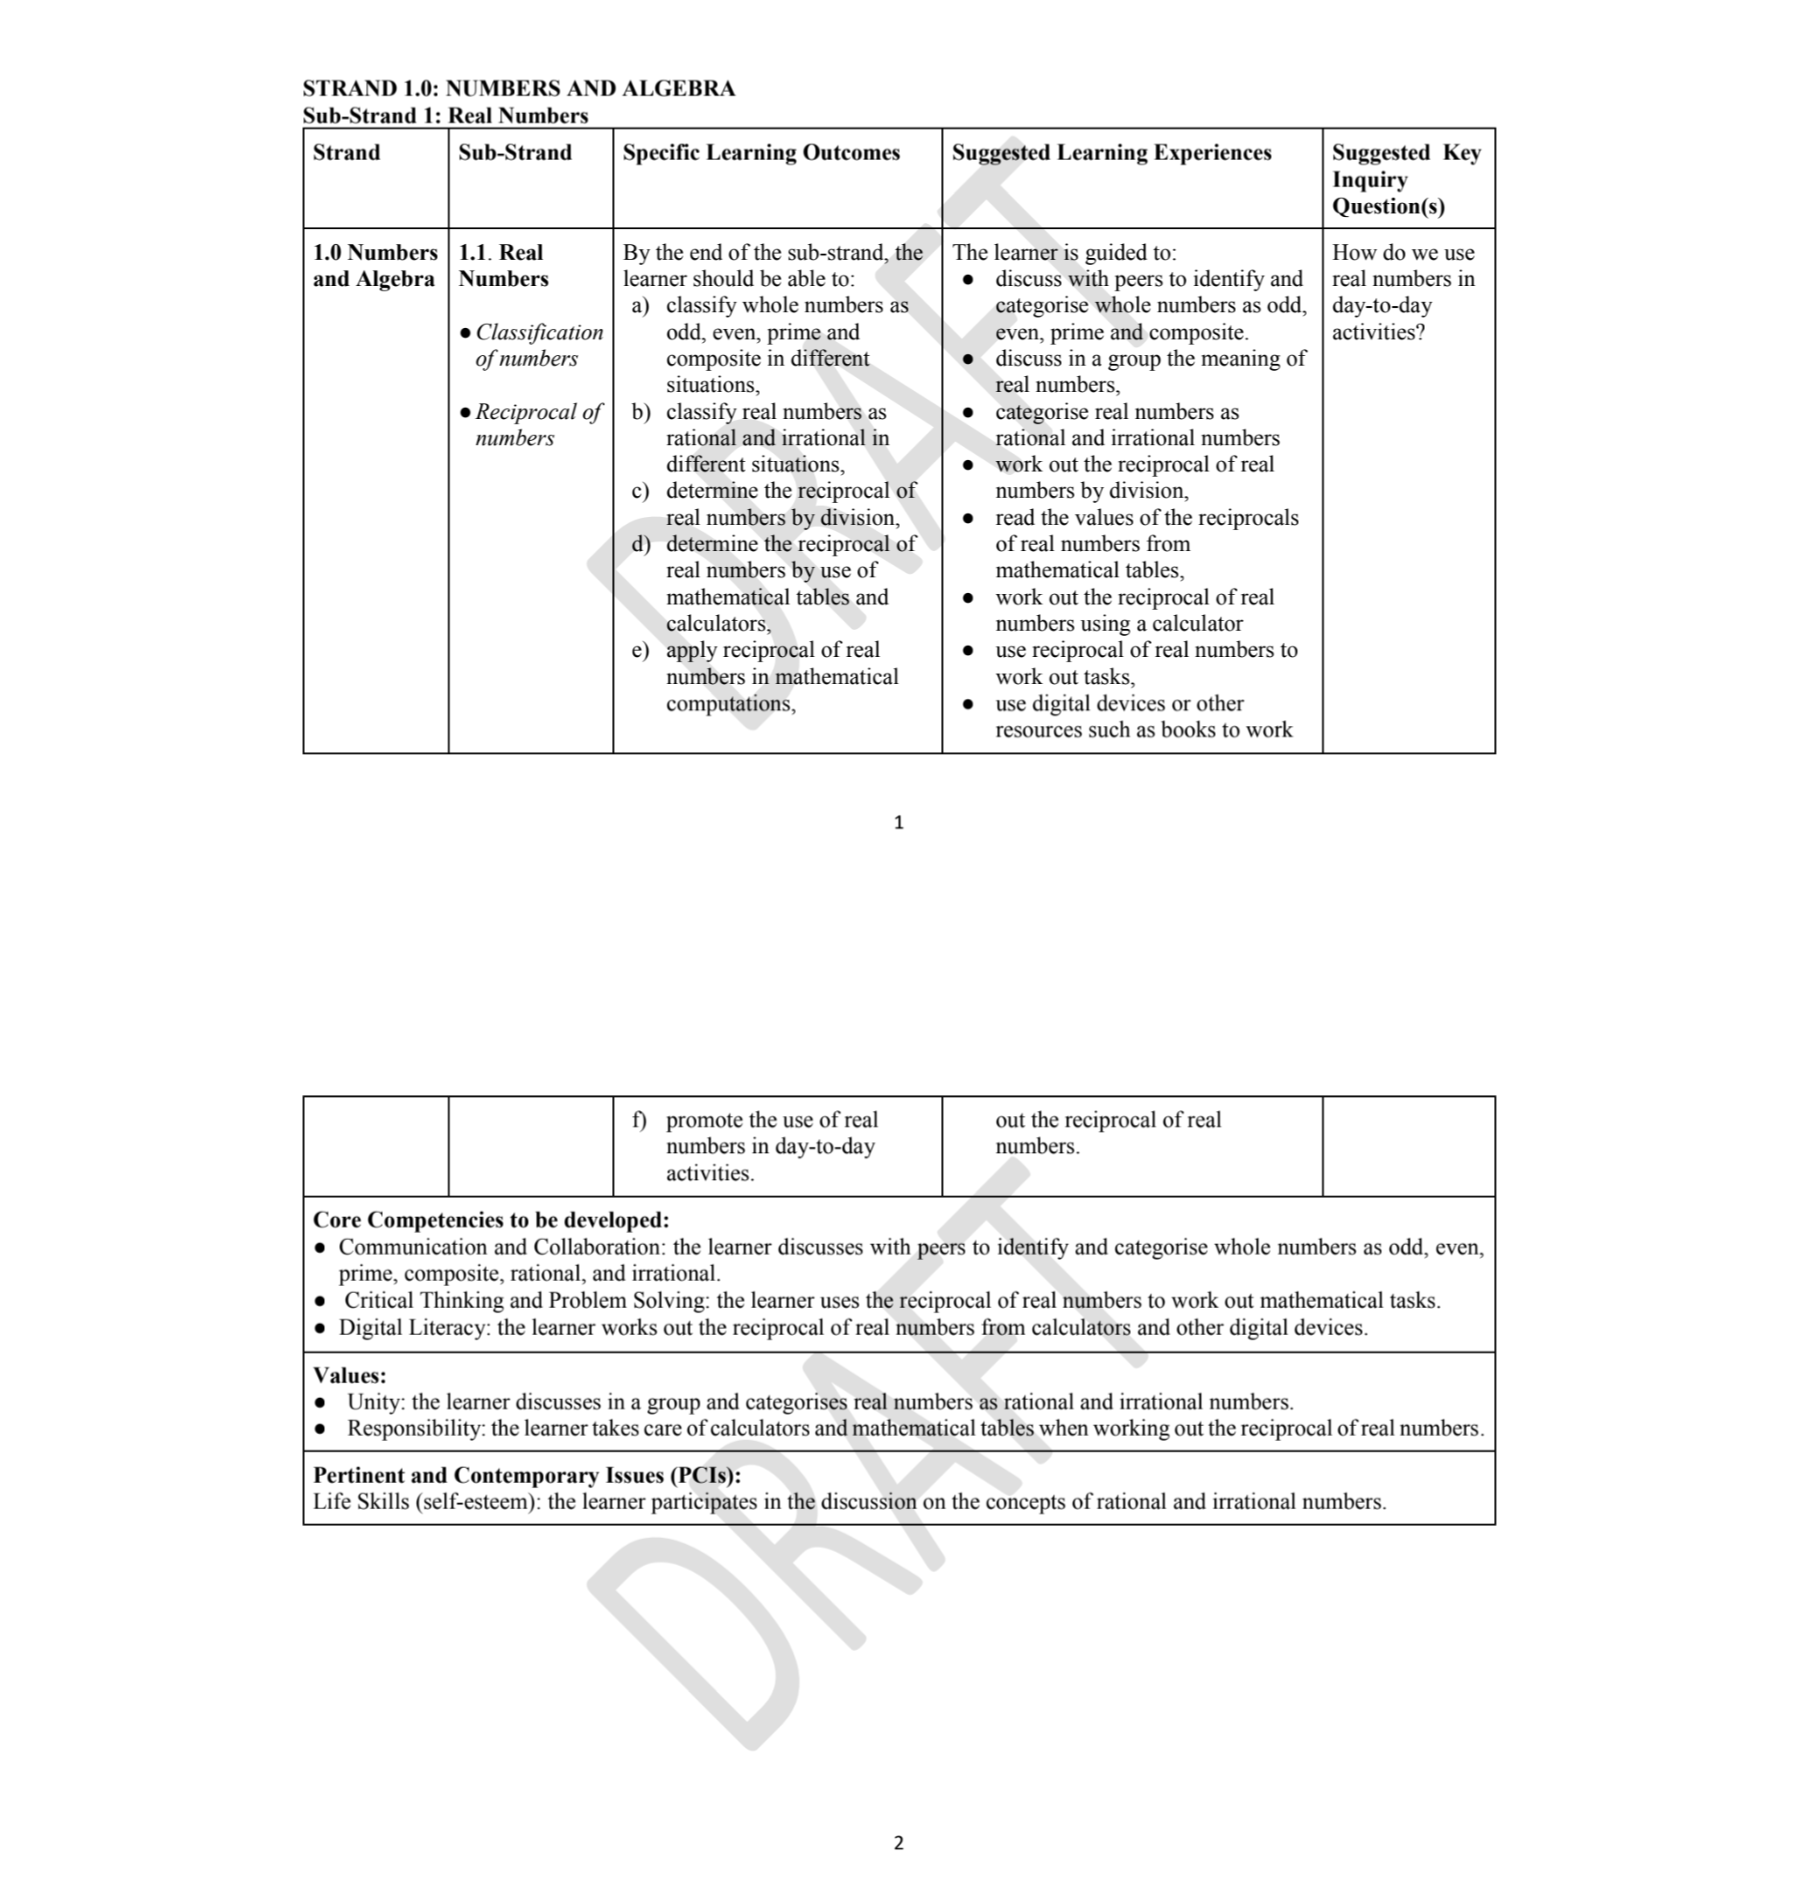 STRAND 1.0: NUMBERS AND ALGEBRA
Sub-Strand 1: Real Numbers
Strand
Sub-Strand
Specific Learning Outcomes
Suggested Learning Experiences
Suggested Key
Inquiry
Question(s)
1.0 Numbers
and Algebra
1.1. Real
Numbers
● Classification
of numbers
● Reciprocal of
numbers
By the end of the sub-strand, the
learner should be able to:
a) classify whole numbers as
odd, even, prime and
composite in different
situations,
b) classify real numbers as
rational and irrational in
different situations,
c) determine the reciprocal of
real numbers by division,
d) determine the reciprocal of
real numbers by use of
mathematical tables and
calculators,
e) apply reciprocal of real
numbers in mathematical
computations,
The learner is guided to:
● discuss with peers to identify and
categorise whole numbers as odd,
even, prime and composite.
● discuss in a group the meaning of
real numbers,
● categorise real numbers as
rational and irrational numbers
● work out the reciprocal of real
numbers by division,
● read the values of the reciprocals
of real numbers from
mathematical tables,
● work out the reciprocal of real
numbers using a calculator
● use reciprocal of real numbers to
work out tasks,
● use digital devices or other
resources such as books to work
How do we use
real numbers in
day-to-day
activities?
DRAFT
1
f) promote the use of real
numbers in day-to-day
activities.
out the reciprocal of real
numbers.
Core Competencies to be developed:
● Communication and Collaboration: the learner discusses with peers to identify and categorise whole numbers as odd, even,
prime, composite, rational, and irrational.
● Critical Thinking and Problem Solving: the learner uses the reciprocal of real numbers to work out mathematical tasks.
● Digital Literacy: the learner works out the reciprocal of real numbers from calculators and other digital devices.
Values:
● Unity: the learner discusses in a group and categorises real numbers as rational and irrational numbers.
● Responsibility: the learner takes care of calculators and mathematical tables when working out the reciprocal of real numbers.
Pertinent and Contemporary Issues (PCIs):
Life Skills (self-esteem): the learner participates in the discussion on the concepts of rational and irrational numbers.
DRAFT
2